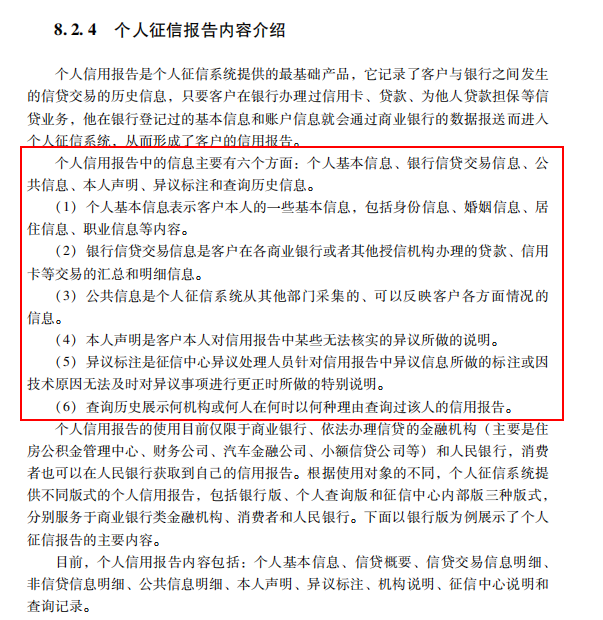 8.2.4 个人征信报告内容介绍
个人信用报告是个人征信系统提供的最基础产品，它记录了客户与银行之间发生
的信贷交易的历史信息，只要客户在银行办理过信用卡、贷款、为他人贷款担保等信
贷业务，他在银行登记过的基本信息和账户信息就会通过商业银行的数据报送而进入
个人征信系统，从而形成了客户的信用报告。
个人信用报告中的信息主要有六个方面：个人基本信息、银行信贷交易信息、公
共信息、本人声明、异议标注和查询历史信息。
（1）个人基本信息表示客户本人的一些基本信息，包括身份信息、婚姻信息、居
住信息、职业信息等内容。
（2）银行信贷交易信息是客户在各商业银行或者其他授信机构办理的贷款、信用
卡等交易的汇总和明细信息。
（3）公共信息是个人征信系统从其他部门采集的、可以反映客户各方面情况的
信息。
（4）本人声明是客户本人对信用报告中某些无法核实的异议所做的说明。
（5）异议标注是征信中心异议处理人员针对信用报告中异议信息所做的标注或因
技术原因无法及时对异议事项进行更正时所做的特别说明。
（6）查询历史展示何机构或何人在何时以何种理由查询过该人的信用报告。
个人信用报告的使用目前仅限于商业银行、依法办理信贷的金融机构（主要是住
房公积金管理中心、财务公司、汽车金融公司、小额信贷公司等）和人民银行，消费
者也可以在人民银行获取到自己的信用报告。根据使用对象的不同，个人征信系统提
供不同版式的个人信用报告，包括银行版、个人查询版和征信中心内部版三种版式，
分别服务于商业银行类金融机构、消费者和人民银行。下面以银行版为例展示了个人
征信报告的主要内容。
目前，个人信用报告内容包括：个人基本信息、信贷概要、信贷交易信息明细、
非信贷信息明细、公共信息明细、本人声明、异议标注、机构说明、征信中心说明和
查询记录。